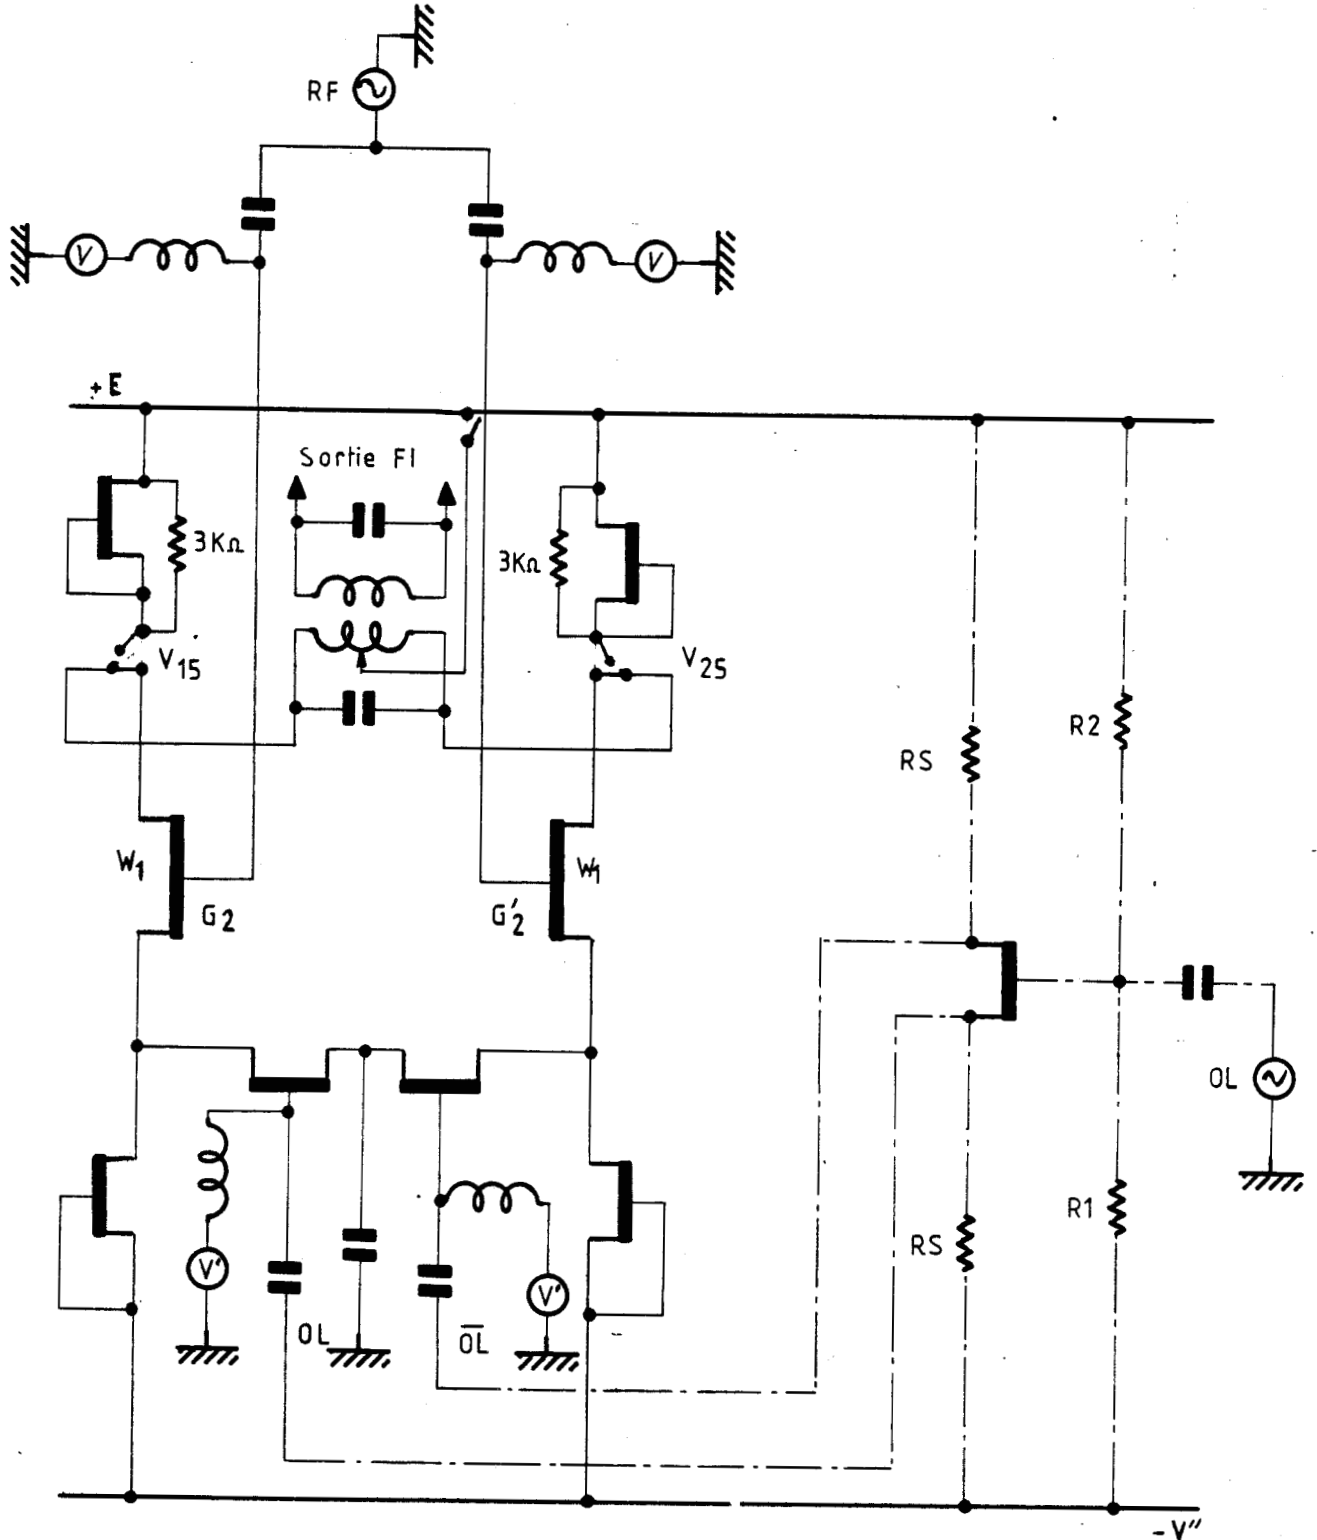 RF
V
V
+E
Sortie FI
3KΩ
3KΩ
V15
V25
R2
RS
W1
W1
G2
G'2
OL
V'
V'
RS
R1
OL
OL̅
-V"